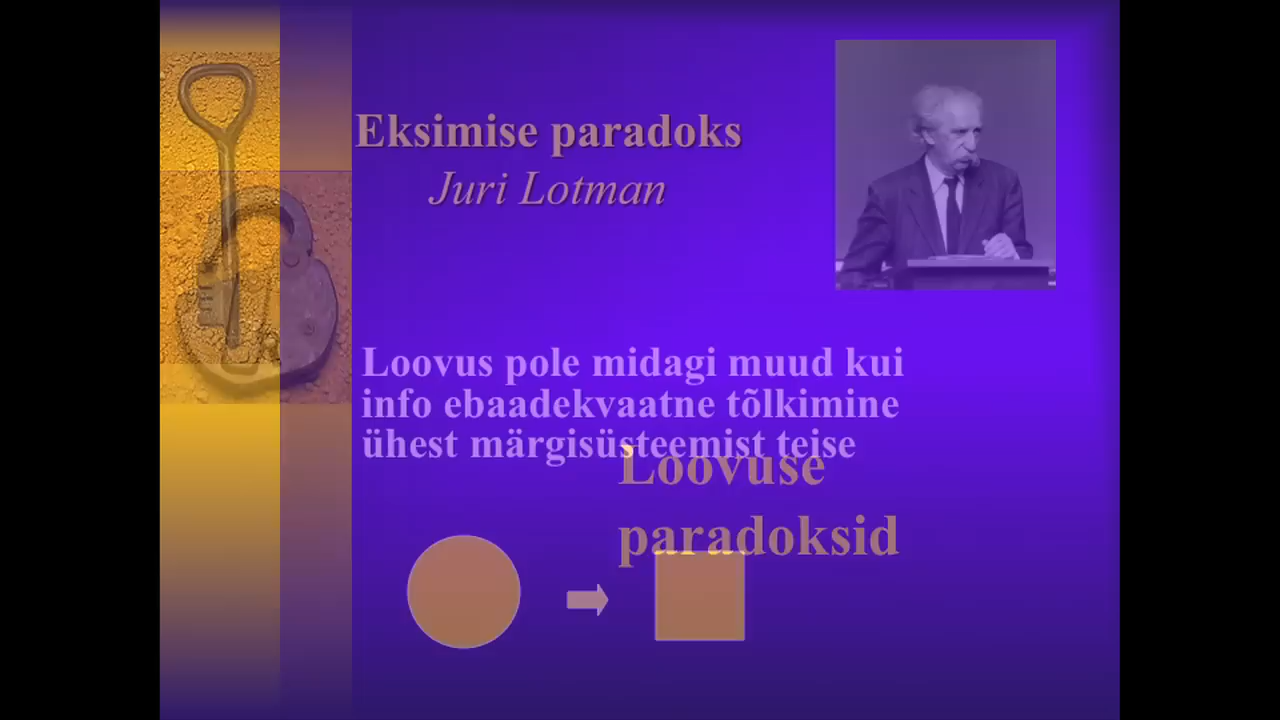 Eksimise paradoks
Juri Lotman
Loovus pole midagi muud kui
info ebaadekvaatne tõlkimine
ühest märgisüsteemist teise
Loovuse
paradoksid